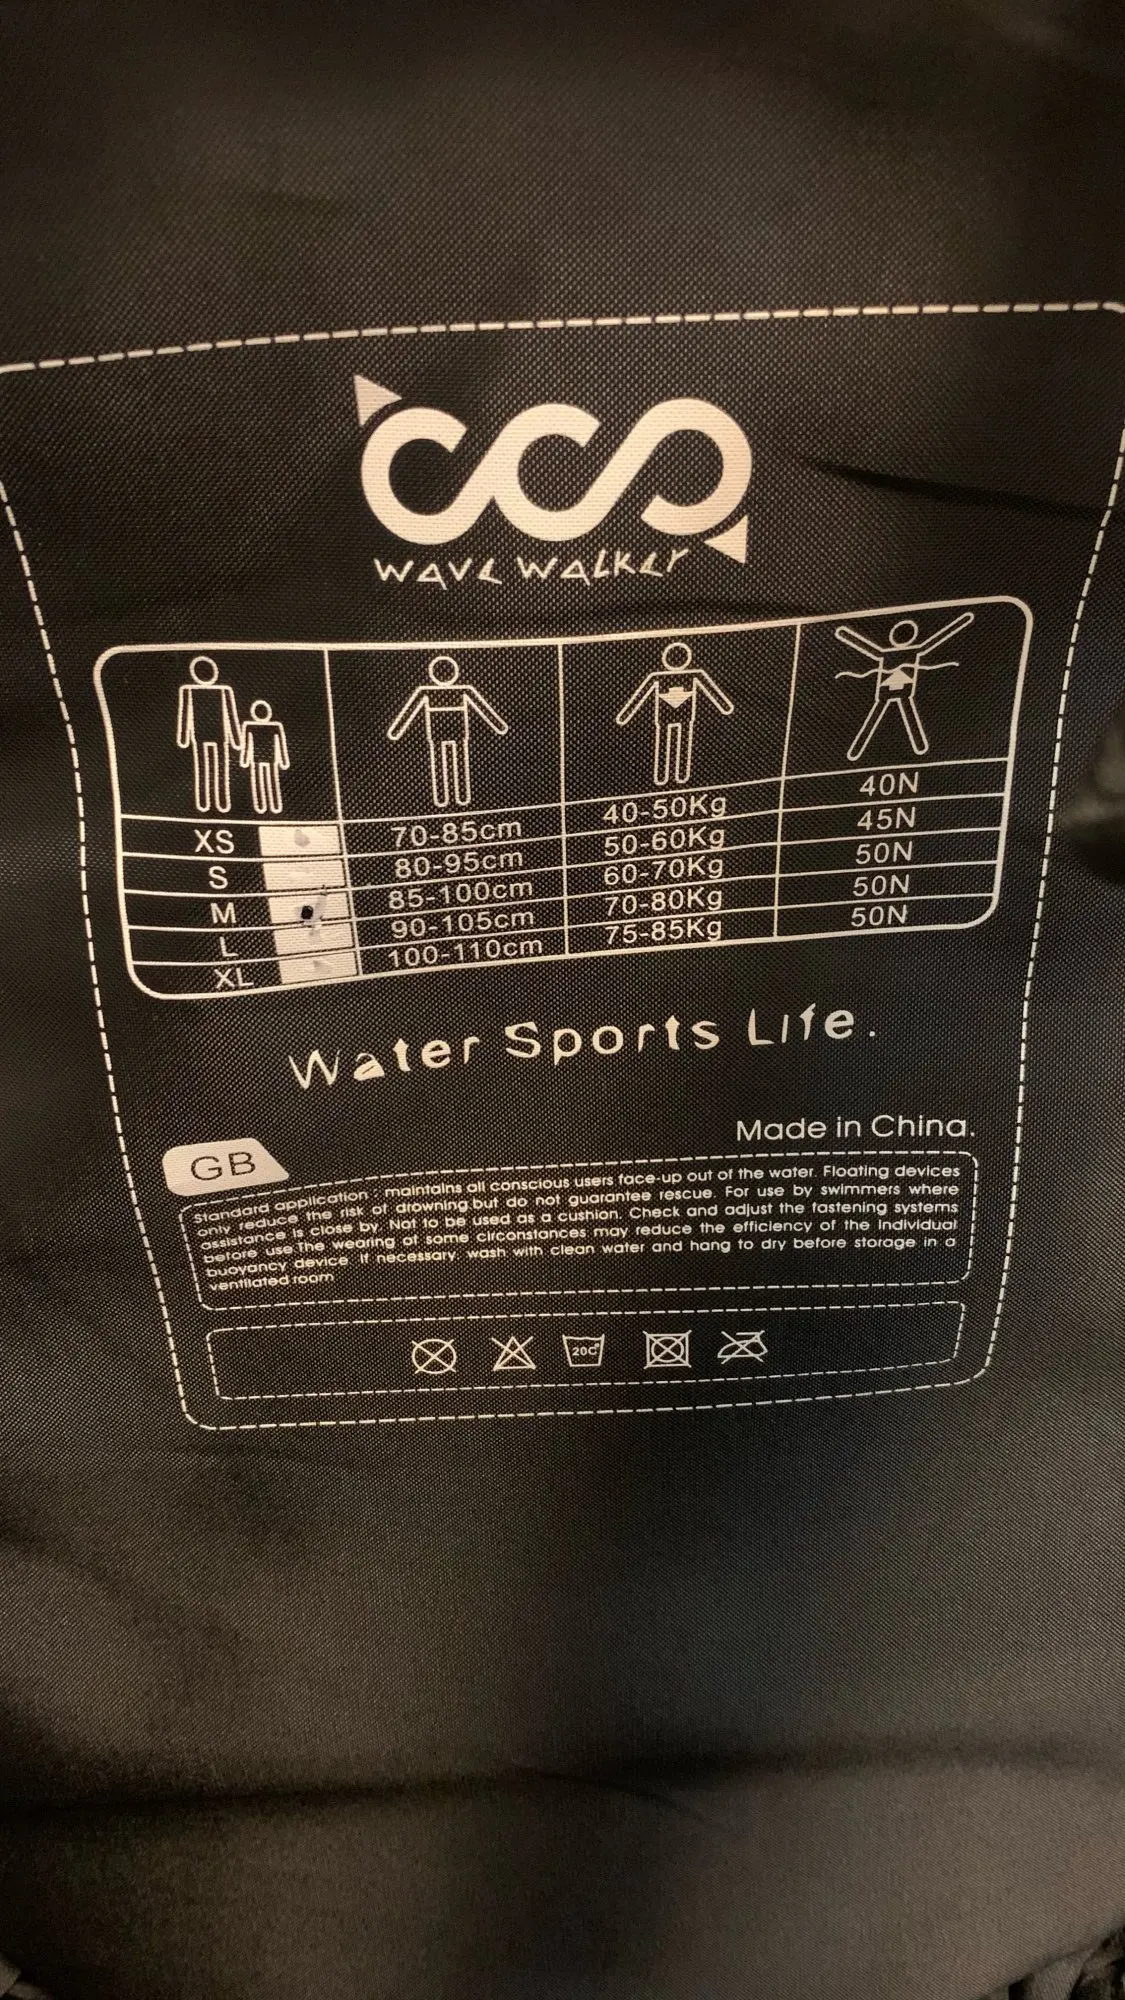 WAVE WALKER
XS 70-85cm 40-50Kg 40N
S 80-95cm 50-60Kg 45N
M 85-100cm 60-70Kg 50N
L 90-105cm 70-80Kg 50N
XL 100-110cm 75-85Kg 50N
Water Sports Life.
Made in China.
GB
Standard application : maintains all conscious users face-up out of the water. Floating devices
only reduce the risk of drowning but do not guarantee rescue. For use by swimmers where
assistance is close by. Not to be used as a cushion. Check and adjust the fastening systems
before use The wearing of some circonstances may reduce the efficiency of the individual
buoyancy device. If necessary. wash with clean water and hang to dry before storage in a
ventilated room
20C°